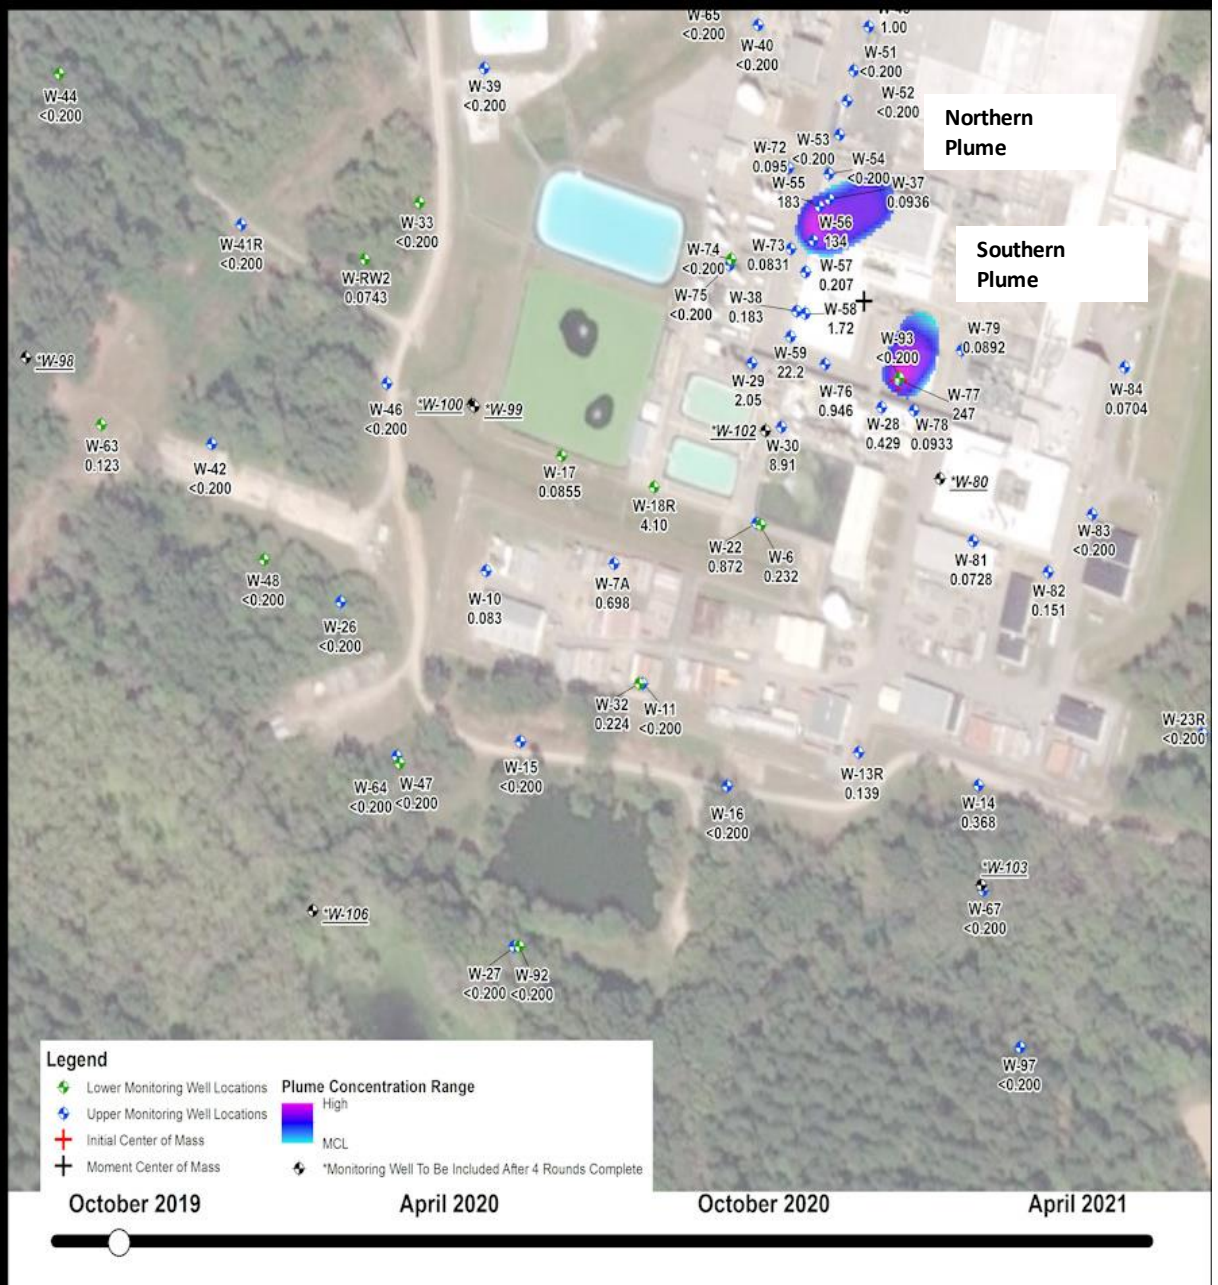 W-65
<0.200
W-40
<0.200
1.00
W-51
<0.200
W-52
<0.200
W-44
<0.200
W-39
<0.200
Northern
Plume
W-53
<0.200
W-72
0.095
W-54
<0.200
W-55
183
W-37
0.0936
W-56
134
W-33
<0.200
W-41R
<0.200
W-RW2
0.0743
W-74
<0.200
W-73
0.0831
Southern
Plume
W-57
0.207
W-75
<0.200
W-38
0.183
W-58
1.72
W-79
0.0892
W-93
<0.200
*W-98
W-59
22.2
W-29
2.05
W-76
0.946
W-77
247
W-84
0.0704
W-46
<0.200
*W-100
*W-99
W-28
0.429
W-78
0.0933
*W-102
W-30
8.91
W-63
0.123
W-42
<0.200
W-17
0.0855
*W-80
W-18R
4.10
W-83
<0.200
W-22
0.872
W-6
0.232
W-81
0.0728
W-48
<0.200
W-10
0.083
W-7A
0.698
W-82
0.151
W-26
<0.200
W-32
0.224
W-11
<0.200
W-23R
<0.200
W-15
<0.200
W-13R
0.139
W-64
<0.200
W-47
<0.200
W-16
<0.200
W-14
0.368
*W-103
W-67
<0.200
*W-106
W-27
<0.200
W-92
<0.200
W-97
<0.200
Legend
Lower Monitoring Well Locations
Upper Monitoring Well Locations
Initial Center of Mass
Moment Center of Mass
Plume Concentration Range
High
MCL
*Monitoring Well To Be Included After 4 Rounds Complete
October 2019
April 2020
October 2020
April 2021